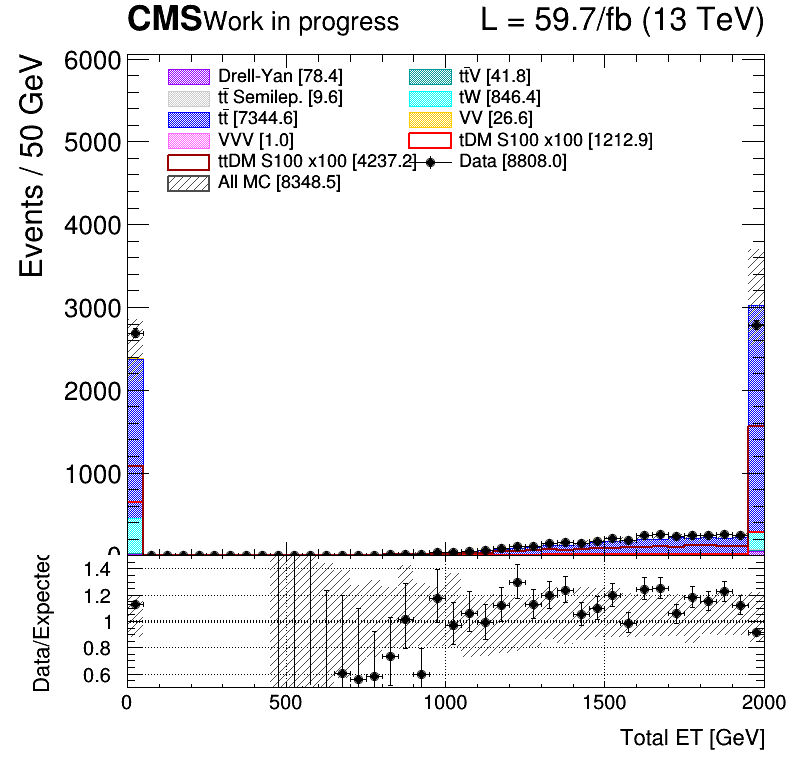 CMS Work in progress L = 59.7/fb (13 TeV)
Events / 50 GeV
6000
5000
4000
3000
2000
1000
0
Drell-Yan [78.4]
tt̄V [41.8]
tt̄ Semilep. [9.6]
tW [846.4]
tt̄ [7344.6]
VV [26.6]
VVV [1.0]
tDM S100 x100 [1212.9]
ttDM S100 x100 [4237.2]
Data [8808.0]
All MC [8348.5]
Data/Expected
1.4
1.2
1
0.8
0.6
0 500 1000 1500 2000
Total ET [GeV]